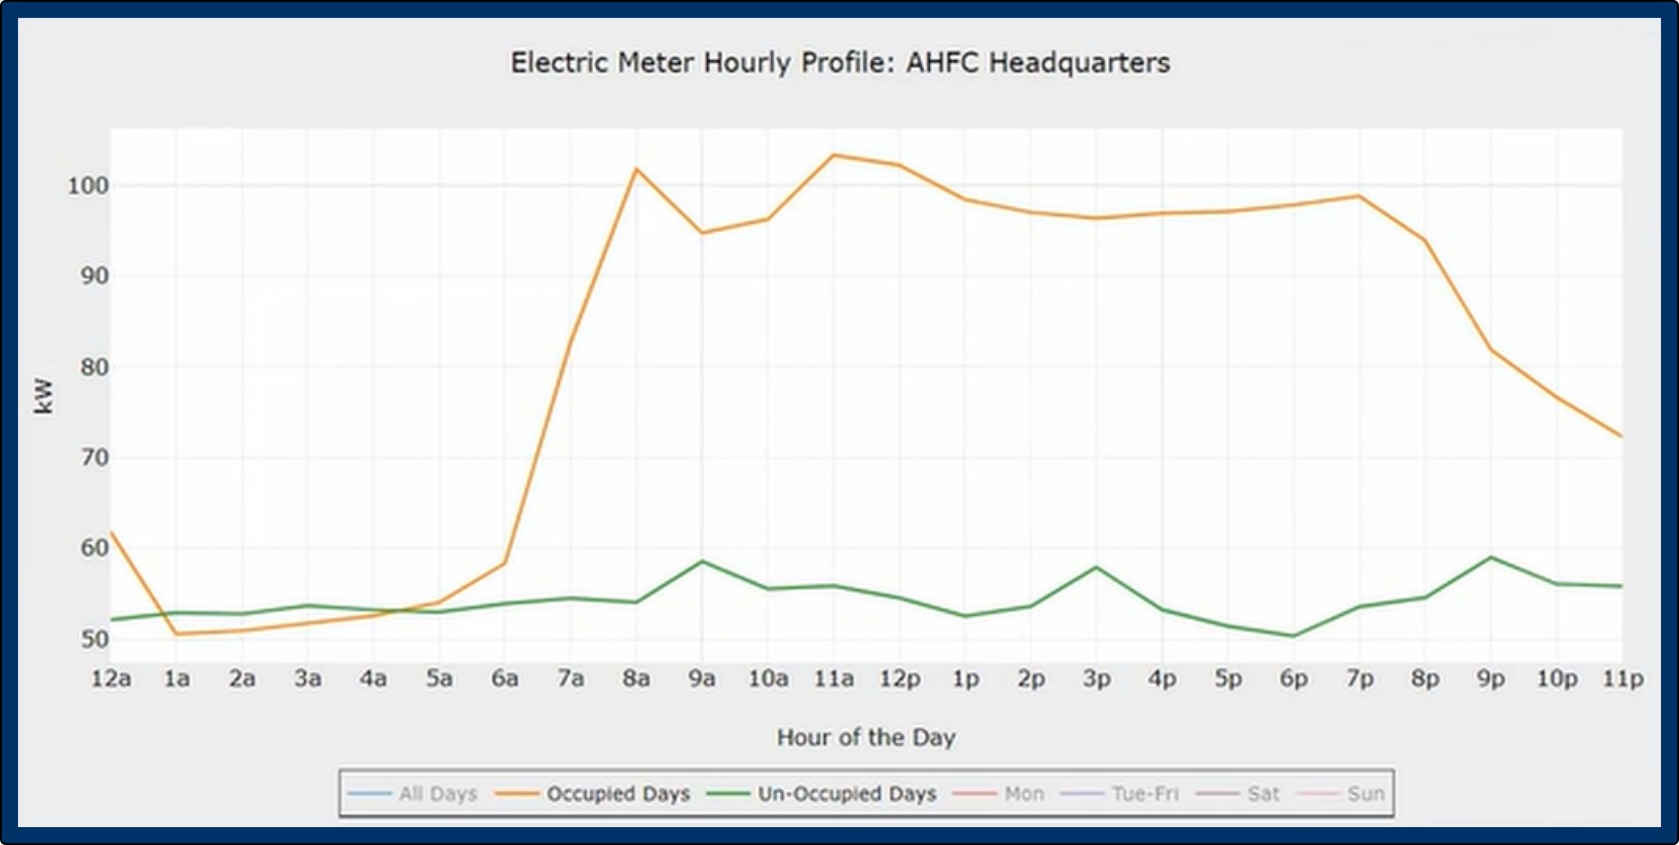 Electric Meter Hourly Profile: AHFC Headquarters
100
90
80
70
60
50
kW
12a 1a 2a 3a 4a 5a 6a 7a 8a 9a 10a 11a 12p 1p 2p 3p 4p 5p 6p 7p 8p 9p 10p 11p
Hour of the Day
All Days Occupied Days Un-Occupied Days Mon Tue-Fri Sat Sun